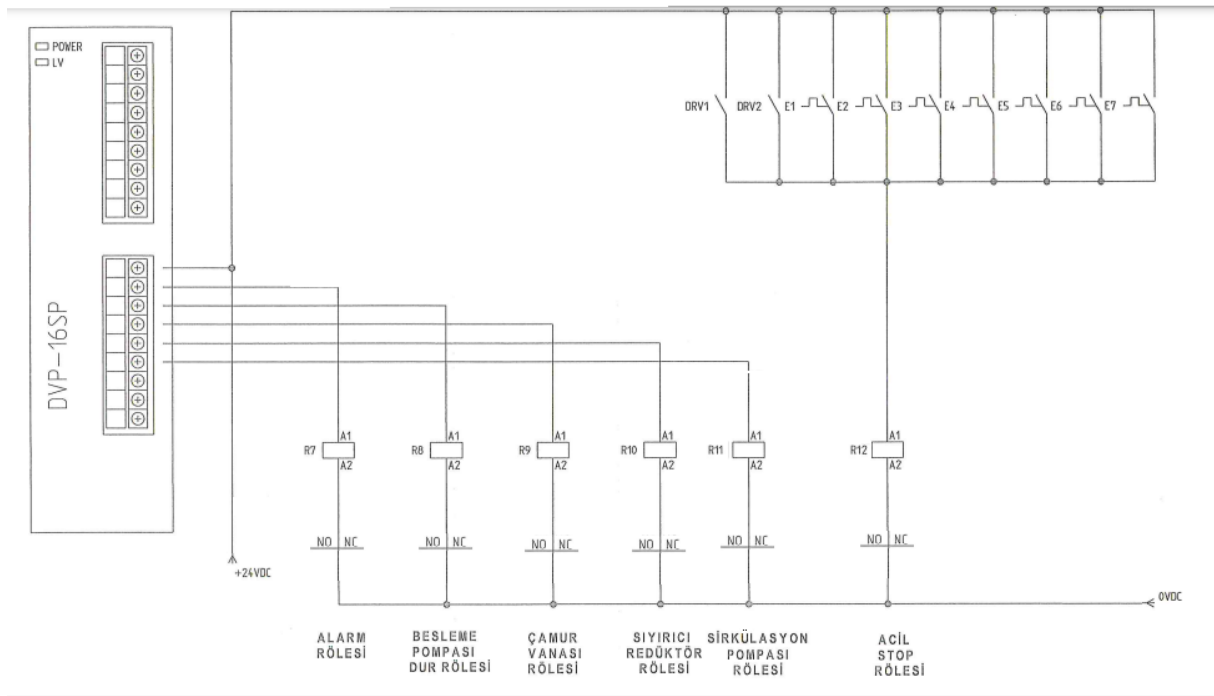 POWER
LV
DVP-16SP
DRV1
DRV2
E1
E2
E3
E4
E5
E6
E7
R7
A1
A2
R8
A1
A2
R9
A1
A2
R10
A1
A2
R11
A1
A2
R12
A1
A2
NO NC
NO NC
NO NC
NO NC
NO NC
NO NC
+24VDC
0VDC
ALARM
RÖLESİ
BESLEME
POMPASI
DUR RÖLESİ
ÇAMUR
VANASI
RÖLESİ
SIYIRICI
REDÜKTÖR
RÖLESİ
SİRKÜLASYON
POMPASI
RÖLESİ
ACİL
STOP
RÖLESİ